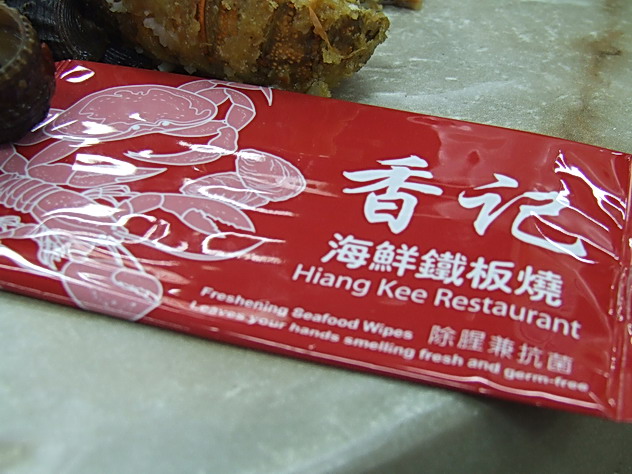 香记
海鮮鐵板燒
Hiang Kee Restaurant
Freshening Seafood Wipes 除腥兼抗菌
Leaves your hands smelling fresh and germ-free